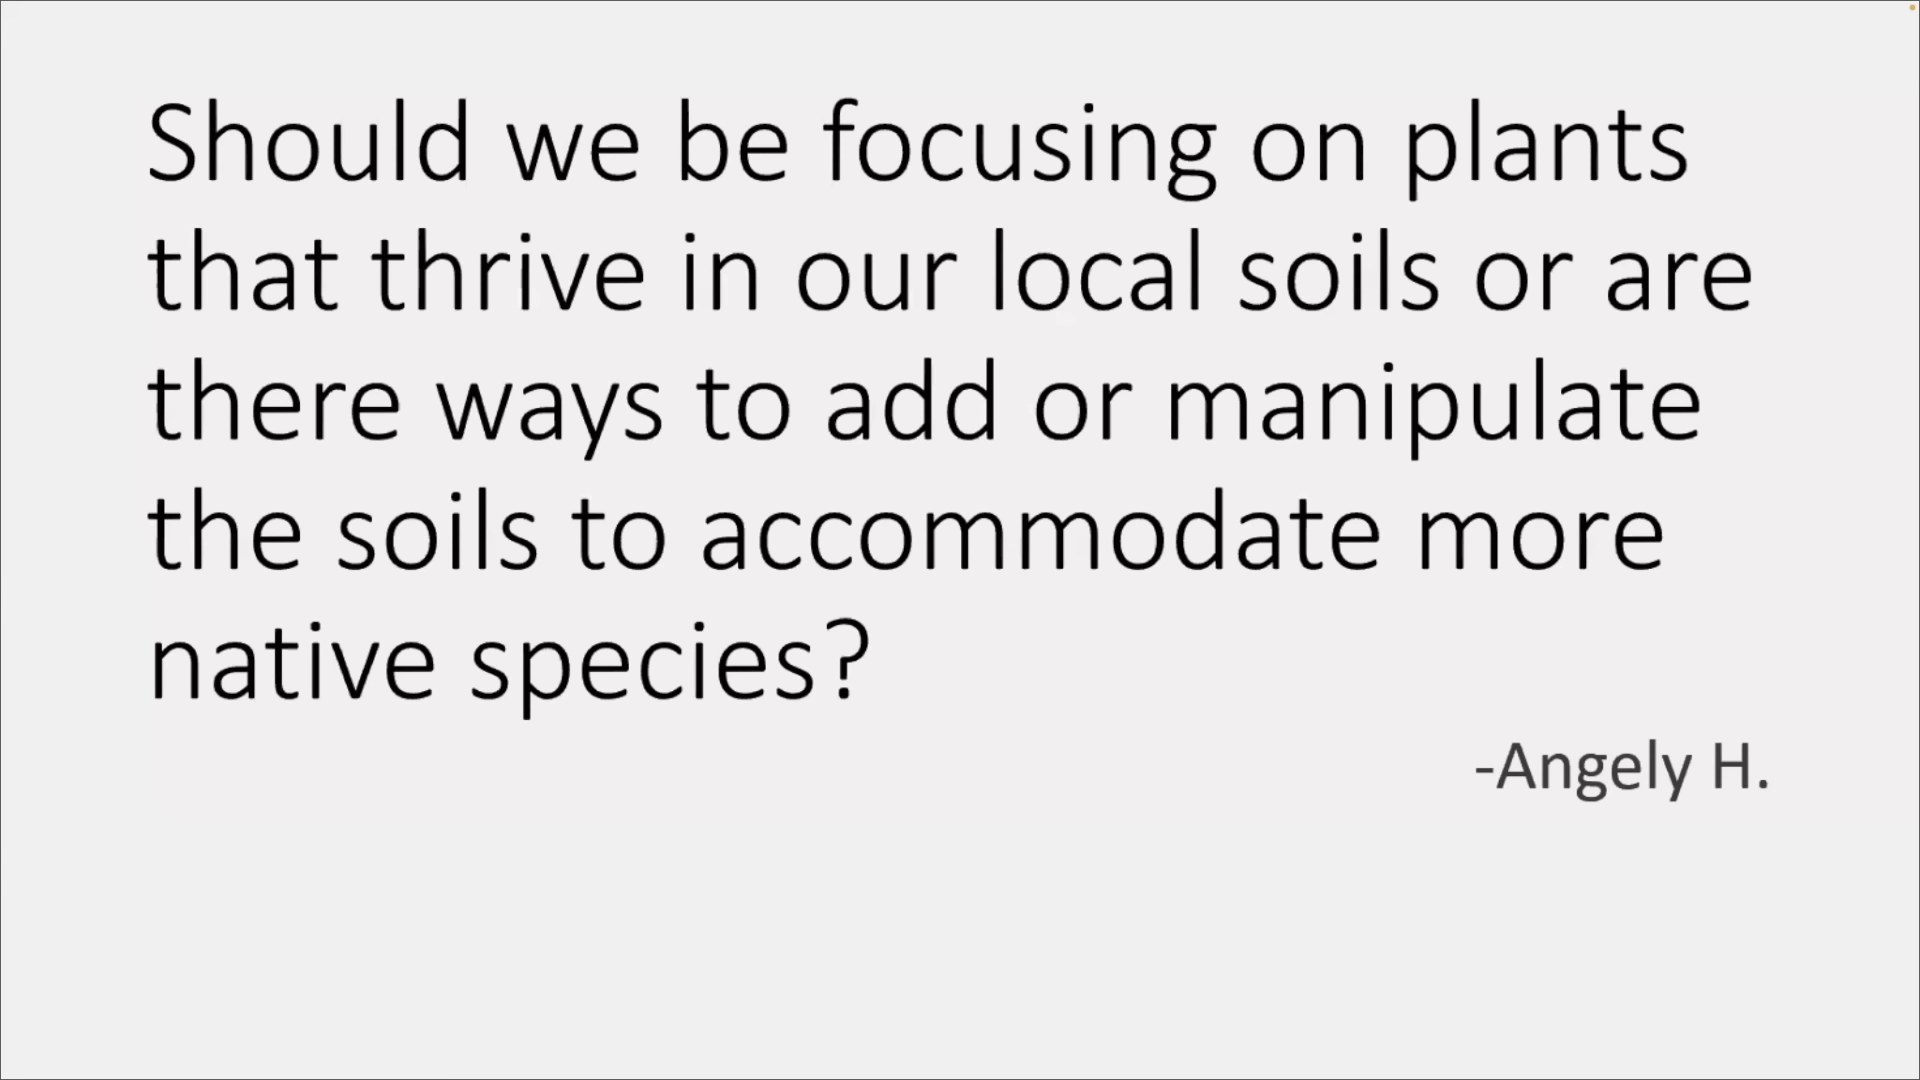 Should we be focusing on plants
that thrive in our local soils or are
there ways to add or manipulate
the soils to accommodate more
native species?
-Angely H.